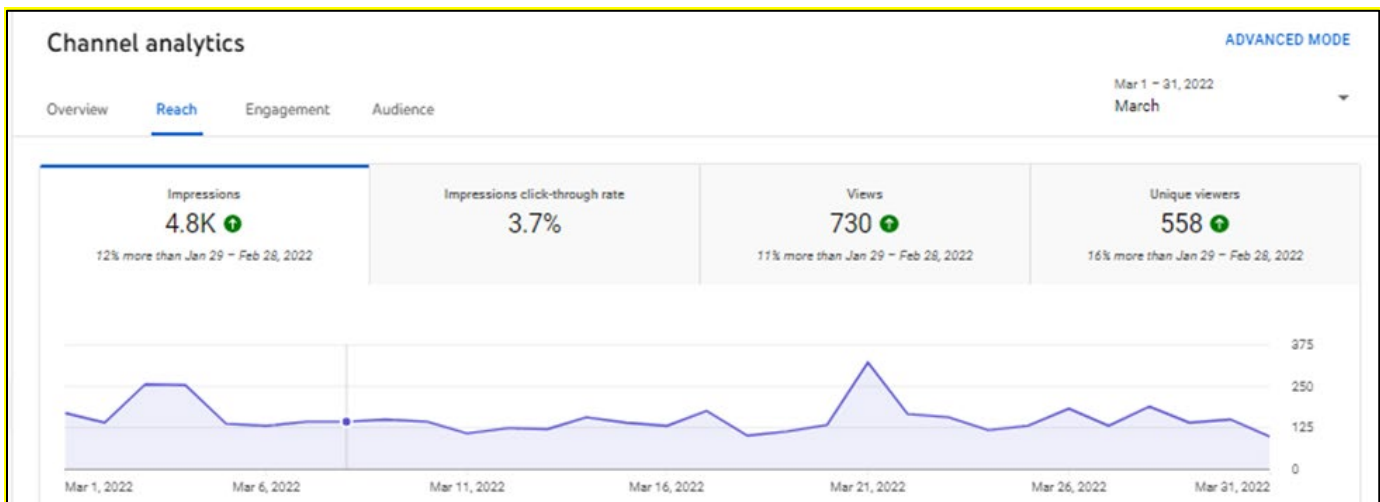 Channel analytics
ADVANCED MODE
Mar 1 – 31, 2022
March
Overview Reach Engagement Audience
Impressions
4.8K
12% more than Jan 29 – Feb 28, 2022
Impressions click-through rate
3.7%
Views
730
11% more than Jan 29 – Feb 28, 2022
Unique viewers
558
16% more than Jan 29 – Feb 28, 2022
375
250
125
0
Mar 1, 2022 Mar 6, 2022 Mar 11, 2022 Mar 16, 2022 Mar 21, 2022 Mar 26, 2022 Mar 31, 2022